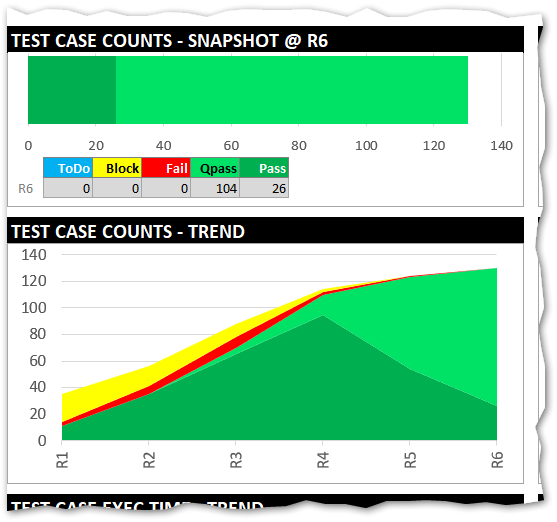 TEST CASE COUNTS - SNAPSHOT @ R6
0 20 40 60 80 100 120 140
ToDo Block Fail Qpass Pass
R6 0 0 0 104 26
TEST CASE COUNTS - TREND
140
120
100
80
60
40
20
0
R1 R2 R3 R4 R5 R6
TEST CASE EXEC TIME - TREND